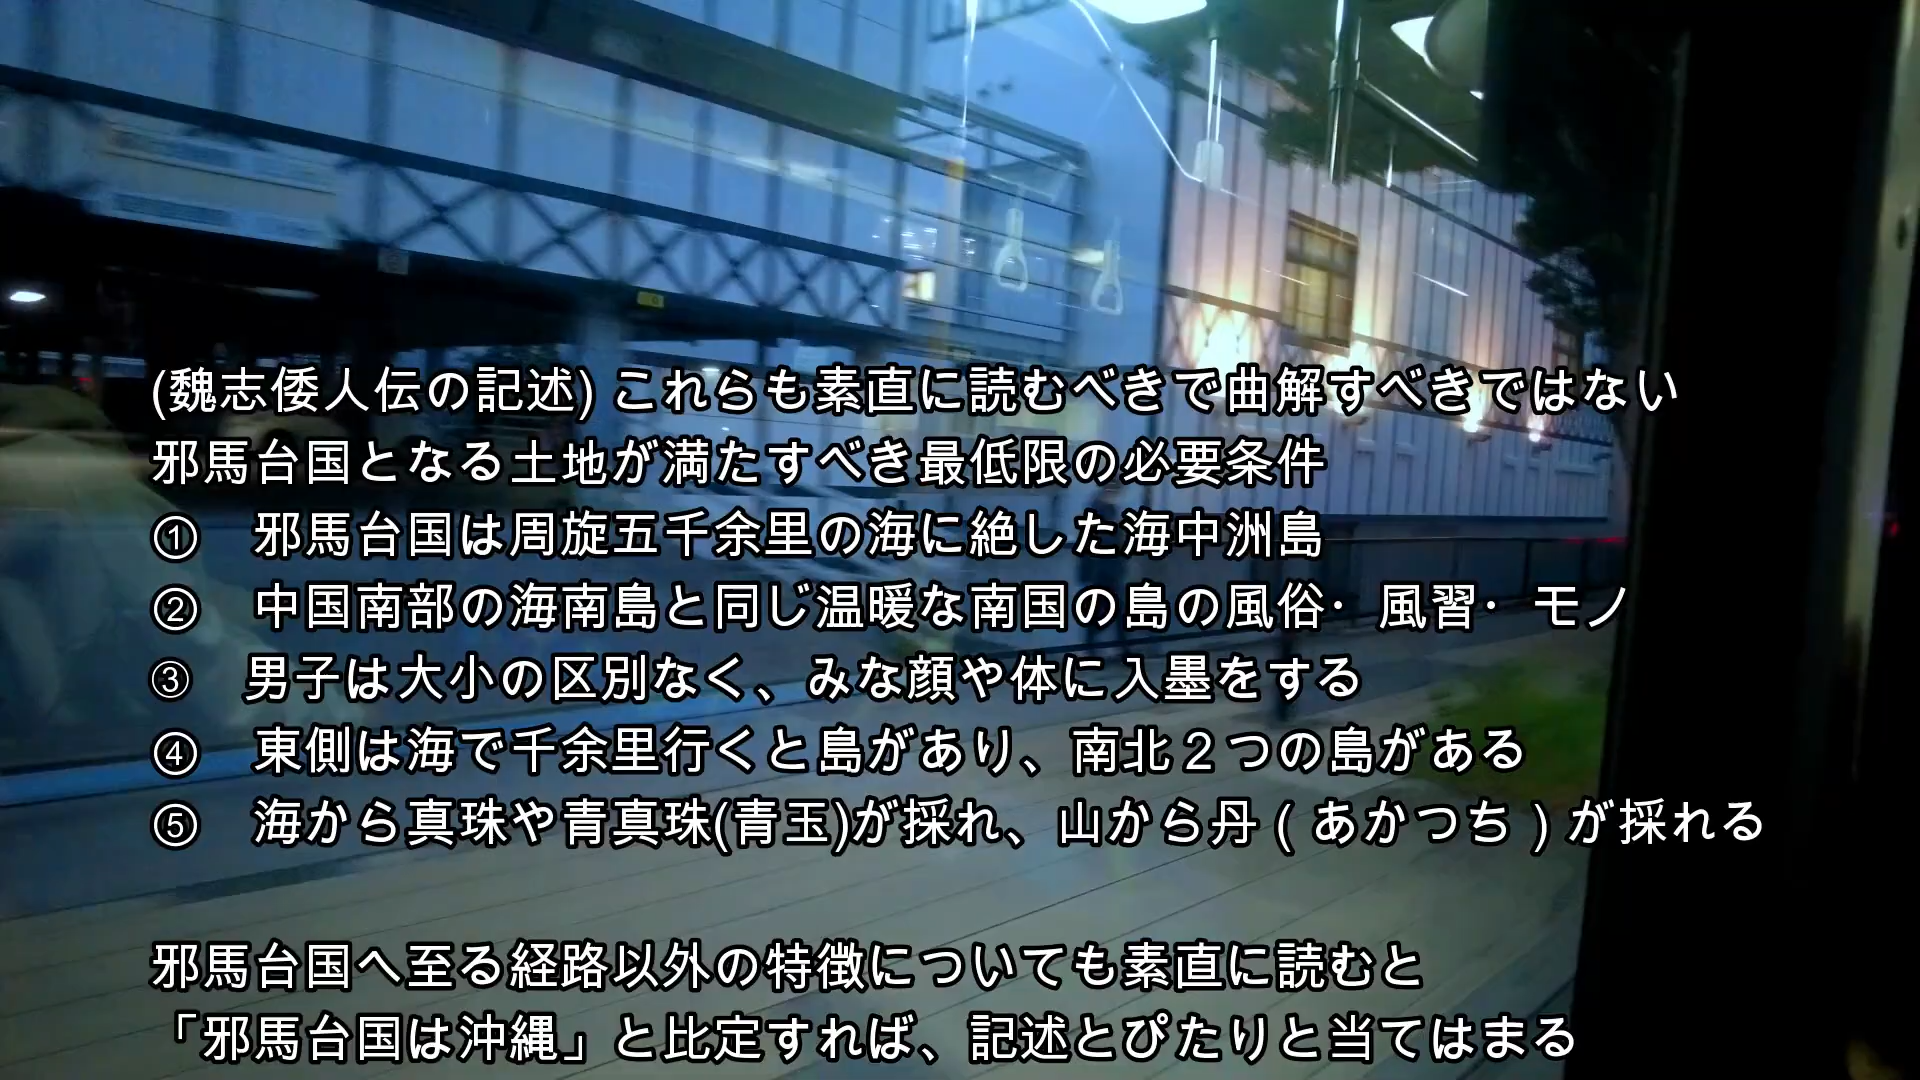 (魏志倭人伝の記述) これらも素直に読むべきで曲解すべきではない
邪馬台国となる土地が満たすべき最低限の必要条件
①　邪馬台国は周旋五千余里の海に絶した海中洲島
②　中国南部の海南島と同じ温暖な南国の島の風俗・風習・モノ
③　男子は大小の区別なく、みな顔や体に入墨をする
④　東側は海で千余里行くと島があり、南北２つの島がある
⑤　海から真珠や青真珠(青玉)が採れ、山から丹 ( あかつち ) が採れる
邪馬台国へ至る経路以外の特徴についても素直に読むと
「邪馬台国は沖縄」と比定すれば、記述とぴたりと当てはまる